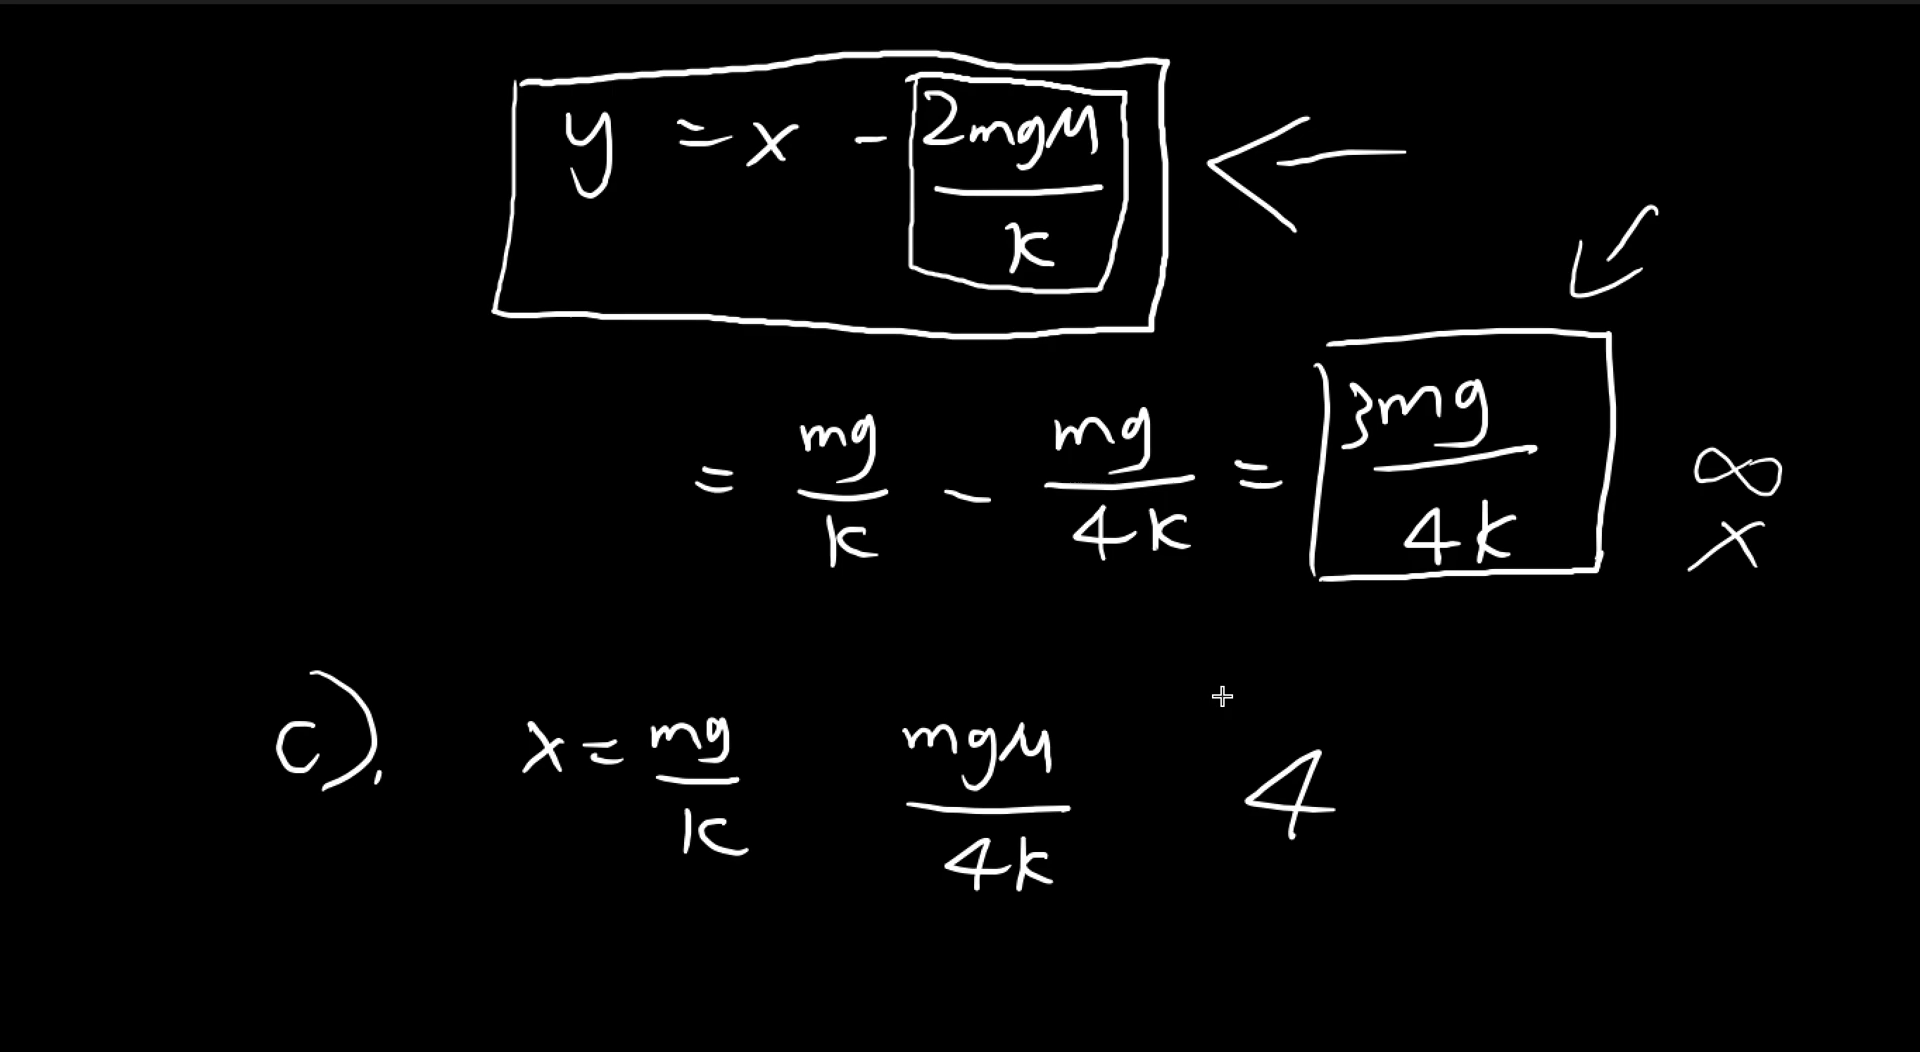 y = x - 2mgμ/k
= mg/k - mg/4k = 3mg/4k ∞ x
c). x = mg/k mgμ/4k 4